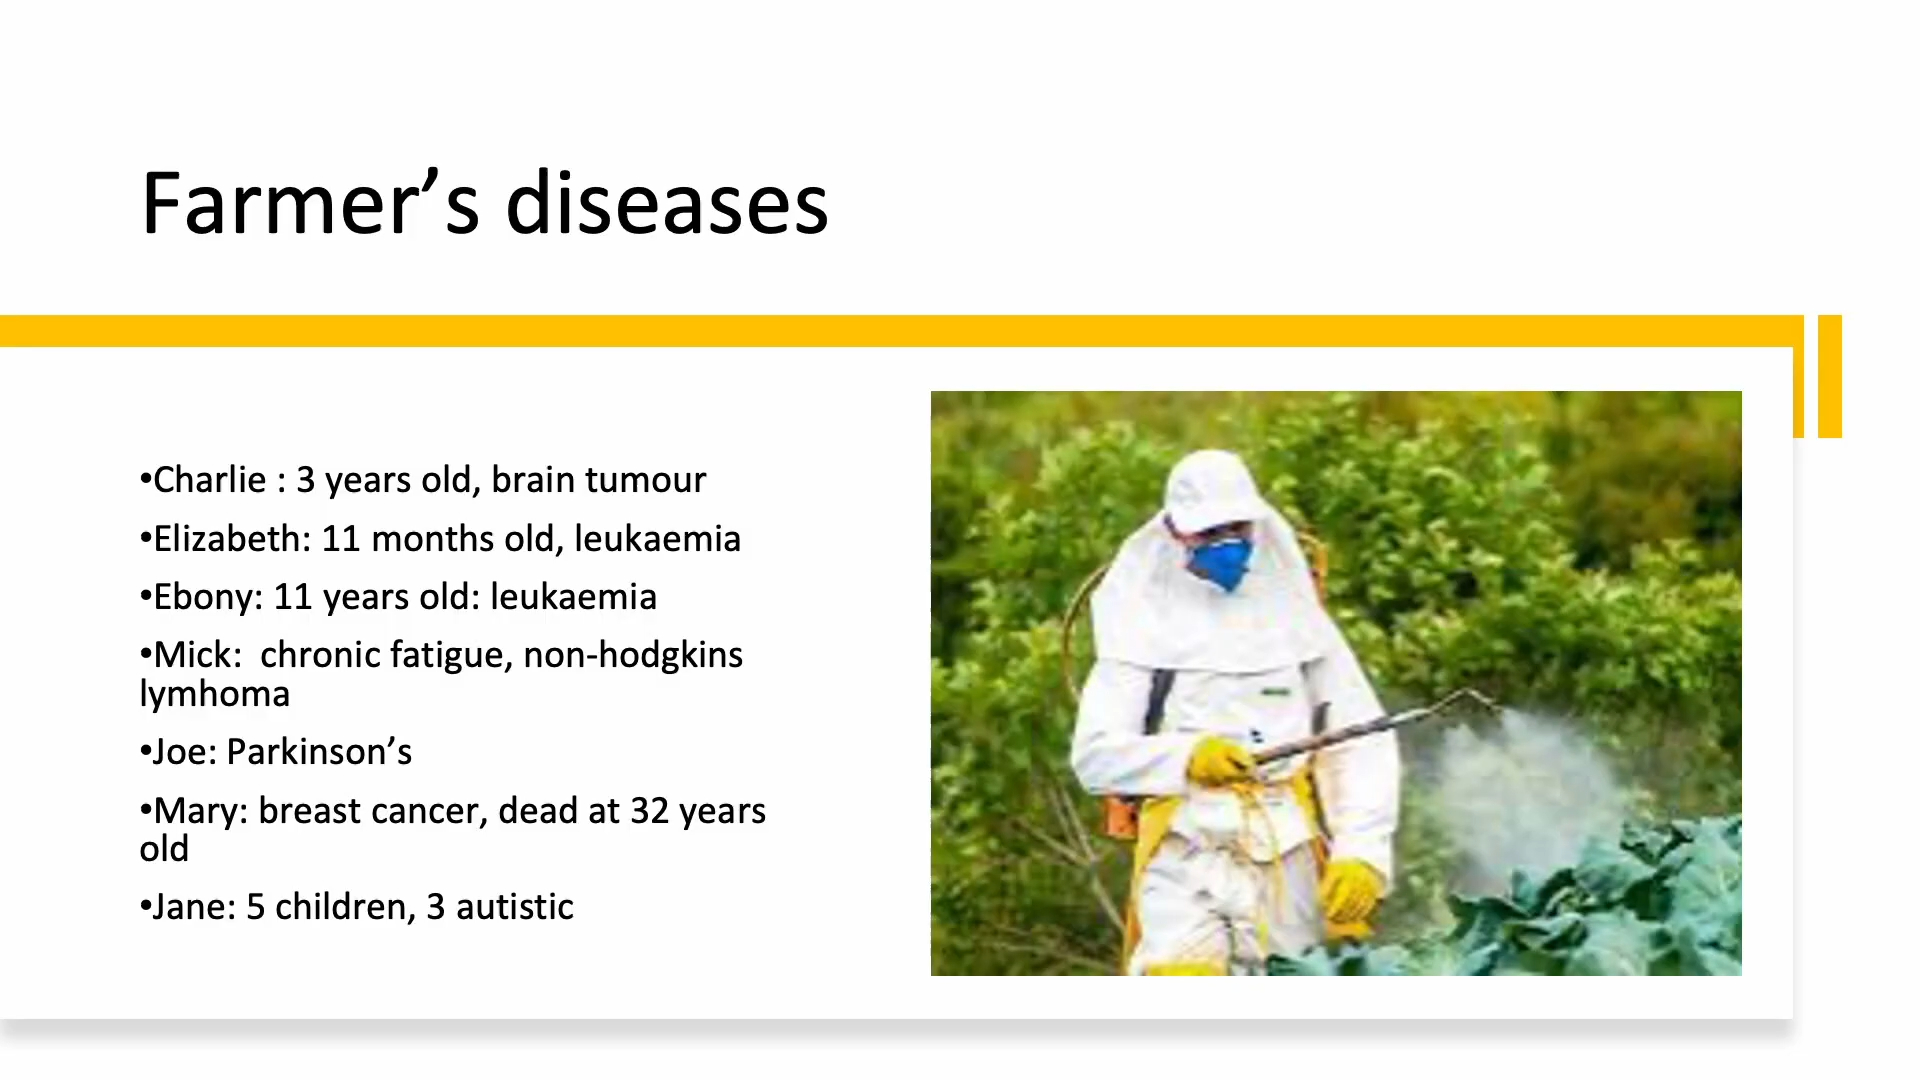 Farmer’s diseases
•Charlie : 3 years old, brain tumour
•Elizabeth: 11 months old, leukaemia
•Ebony: 11 years old: leukaemia
•Mick:  chronic fatigue, non-hodgkins
lymhoma
•Joe: Parkinson’s
•Mary: breast cancer, dead at 32 years
old
•Jane: 5 children, 3 autistic